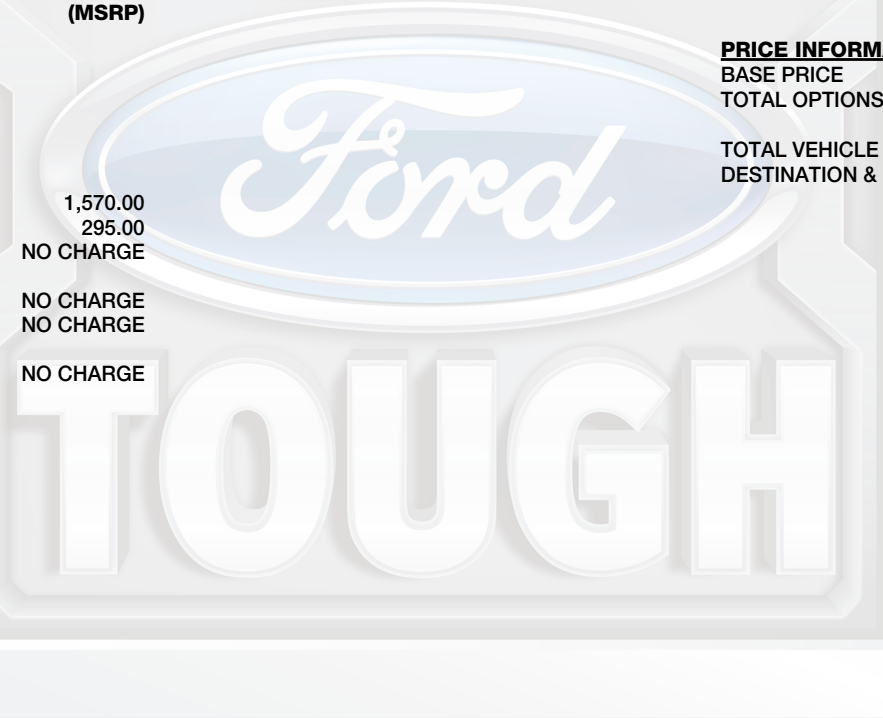 (MSRP)
PRICE INFORM
BASE PRICE
TOTAL OPTIONS
TOTAL VEHICLE
DESTINATION &
1,570.00
295.00
NO CHARGE
NO CHARGE
NO CHARGE
NO CHARGE
Ford
TOUGH